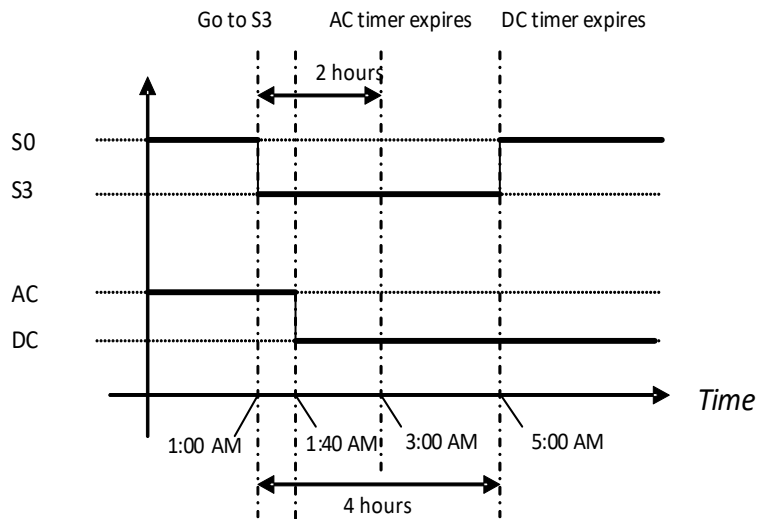 Go to S3
AC timer expires
DC timer expires
2 hours
S0
S3
AC
DC
Time
1:00 AM
1:40 AM
3:00 AM
5:00 AM
4 hours